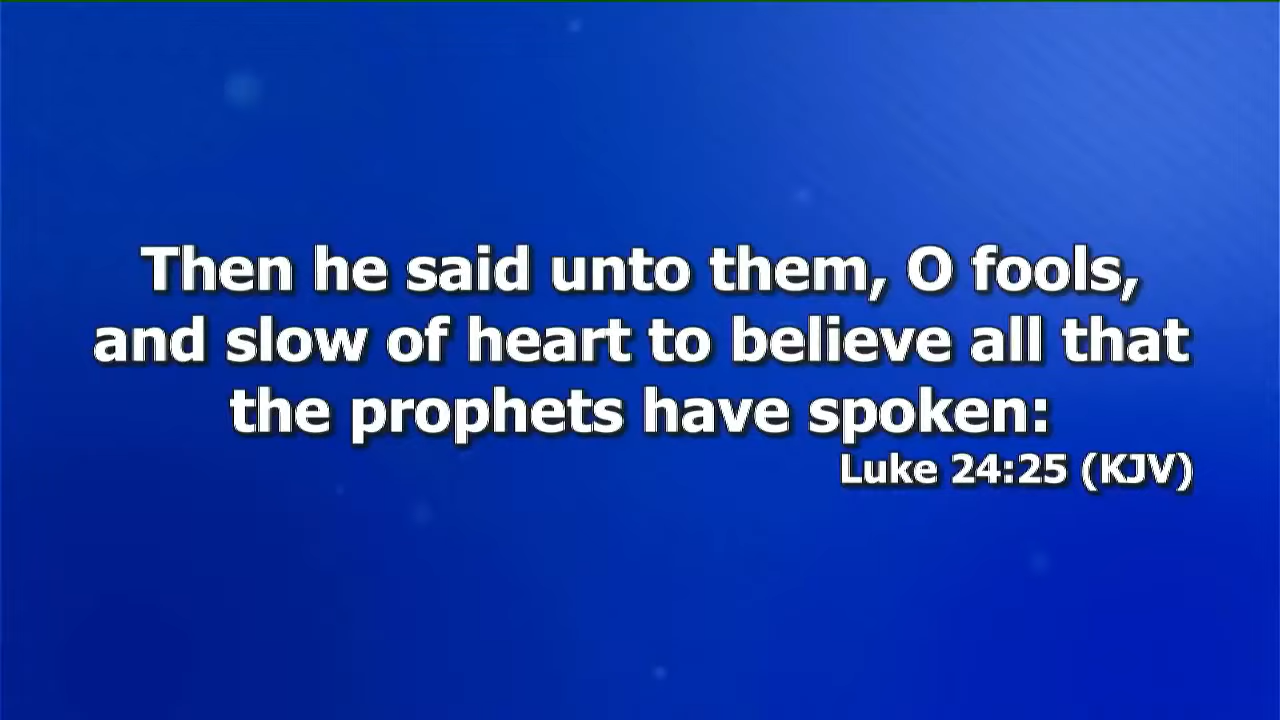 Then he said unto them, O fools,
and slow of heart to believe all that
the prophets have spoken:
Luke 24:25 (KJV)